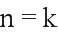 n = k